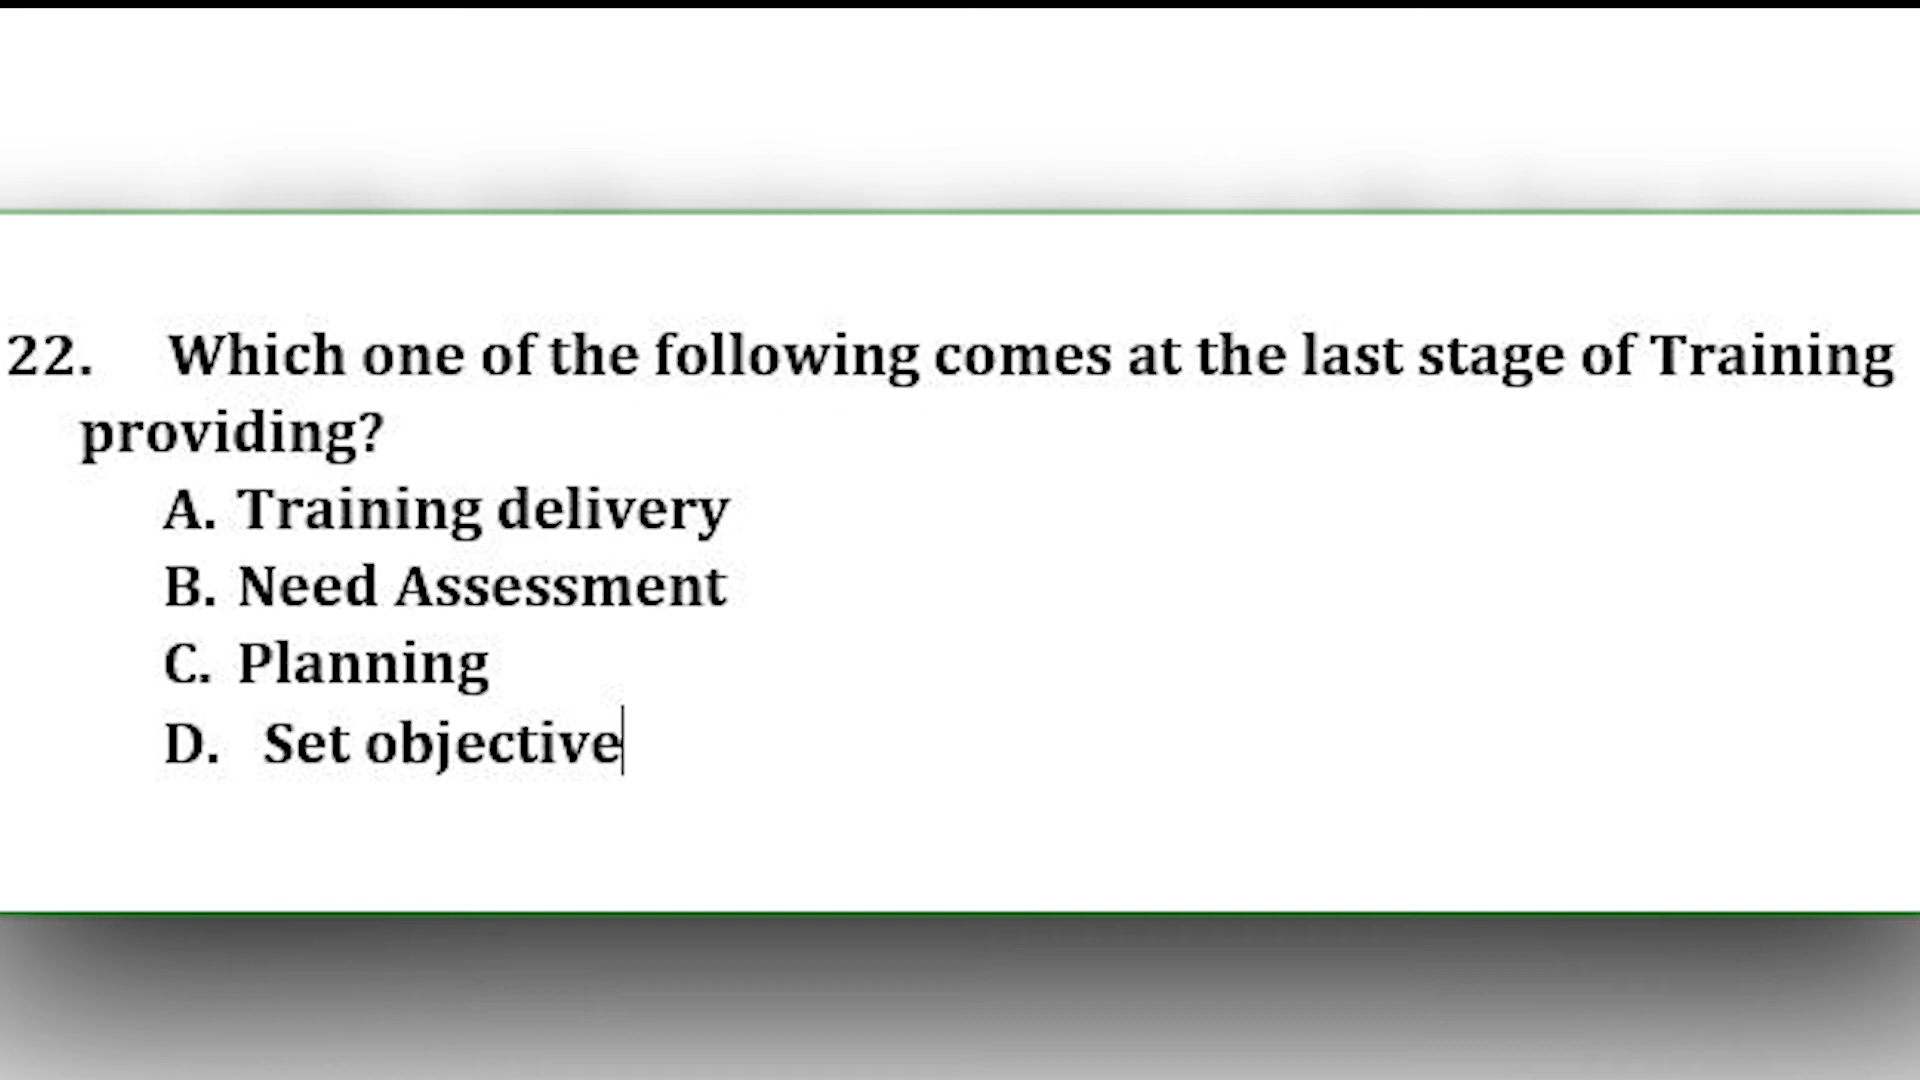 22. Which one of the following comes at the last stage of Training
providing?
A. Training delivery
B. Need Assessment
C. Planning
D. Set objective